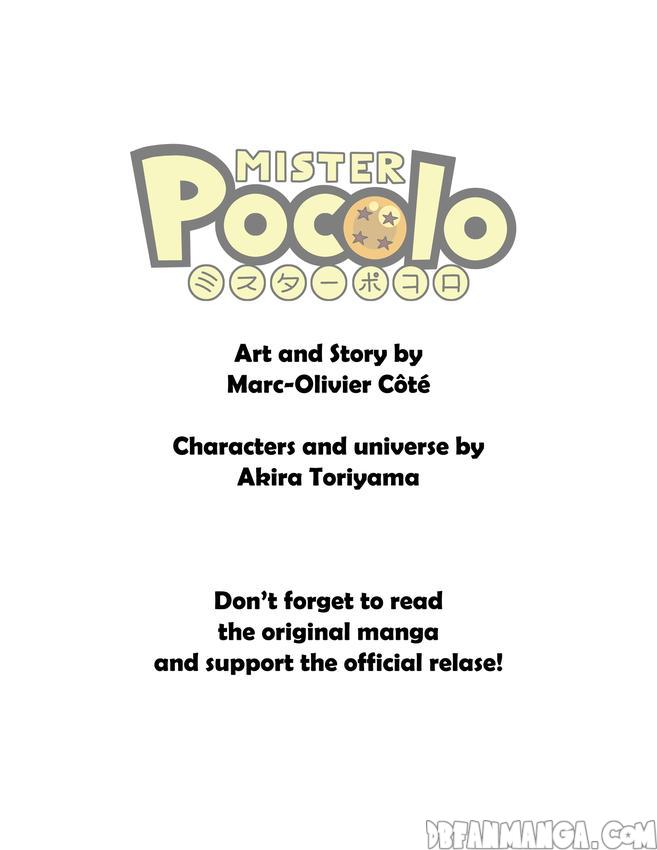 MISTER
Pocolo
ミスターポコロ
Art and Story by
Marc-Olivier Côté
Characters and universe by
Akira Toriyama
Don't forget to read
the original manga
and support the official relase!
DBFANMANGA.COM